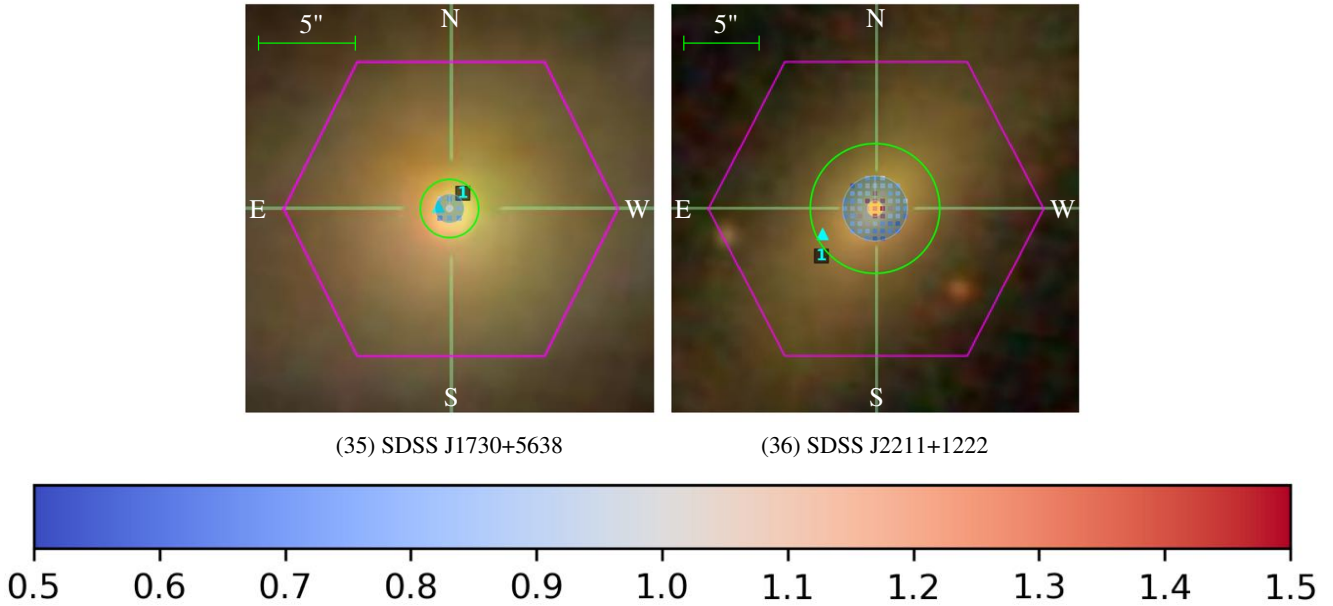 5" N 5" N
1
E W E W
1
S S
(35) SDSS J1730+5638 (36) SDSS J2211+1222
0.5 0.6 0.7 0.8 0.9 1.0 1.1 1.2 1.3 1.4 1.5